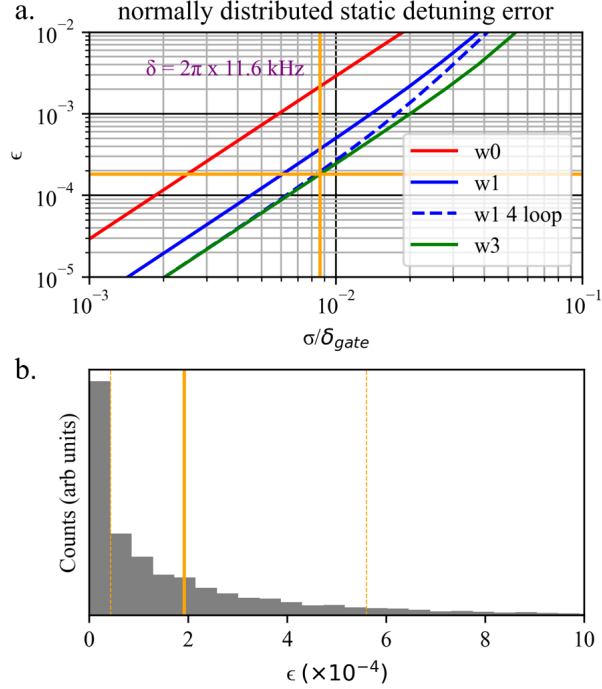 a. normally distributed static detuning error
10⁻²
δ = 2π x 11.6 kHz
10⁻³
ϵ
10⁻⁴
10⁻⁵
w0
w1
w1 4 loop
w3
10⁻³ 10⁻² 10⁻¹
σ/δ_gate
b.
Counts (arb units)
0 2 4 6 8 10
ϵ (×10⁻⁴)